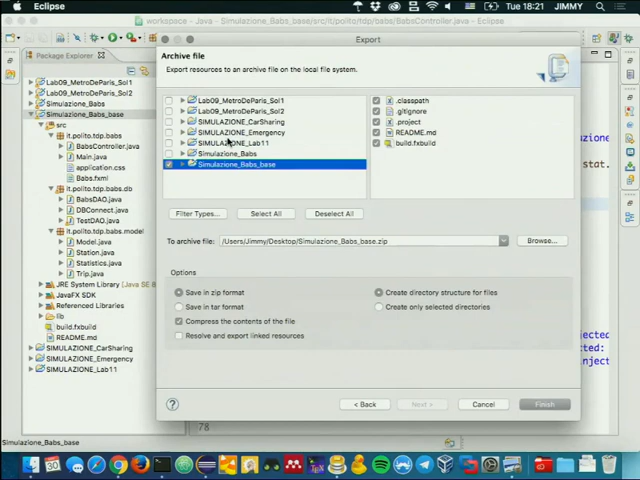 Eclipse
Tue 18:21 JIMMY
workspace - Java - Simulazione_Babs_base/src/it/polito/tdp/babs/BabsController.java - Eclipse
Package Explorer
Lab09_MetroDeParis_Sol1
Lab09_MetroDeParis_Sol2
Simulazione_Babs
Simulazione_Babs_base
src
it.polito.tdp.babs
BabsController.java
Main.java
application.css
Babs.fxml
it.polito.tdp.babs.db
BabsDAO.java
DBConnect.java
TestDAO.java
it.polito.tdp.babs.model
Model.java
Station.java
Statistics.java
Trip.java
JRE System Library [Java SE 8
JavaFX SDK
Referenced Libraries
lib
build.fxbuild
README.md
SIMULAZIONE_CarSharing
SIMULAZIONE_Emergency
SIMULAZIONE_Lab11
Export
Archive file
Export resources to an archive file on the local file system.
Lab09_MetroDeParis_Sol1
Lab09_MetroDeParis_Sol2
SIMULAZIONE_CarSharing
SIMULAZIONE_Emergency
SIMULAZIONE_Lab11
Simulazione_Babs
Simulazione_Babs_base
.classpath
.gitignore
.project
README.md
build.fxbuild
Filter Types...
Select All
Deselect All
To archive file:
/Users/Jimmy/Desktop/Simulazione_Babs_base.zip
Browse...
Options
Save in zip format
Create directory structure for files
Save in tar format
Create only selected directories
Compress the contents of the file
Resolve and export linked resources
?
< Back
Next >
Cancel
Finish
stat.
78
Simulazione_Babs_base